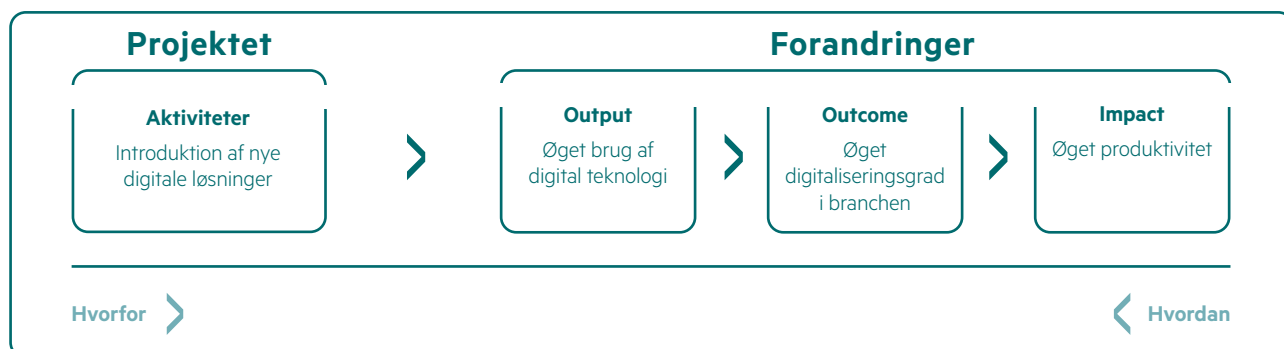 Projektet
Forandringer
Aktiviteter
Introduktion af nye
digitale løsninger
Output
Øget brug af
digital teknologi
Outcome
Øget
digitaliseringsgrad
i branchen
Impact
Øget produktivitet
Hvorfor
Hvordan